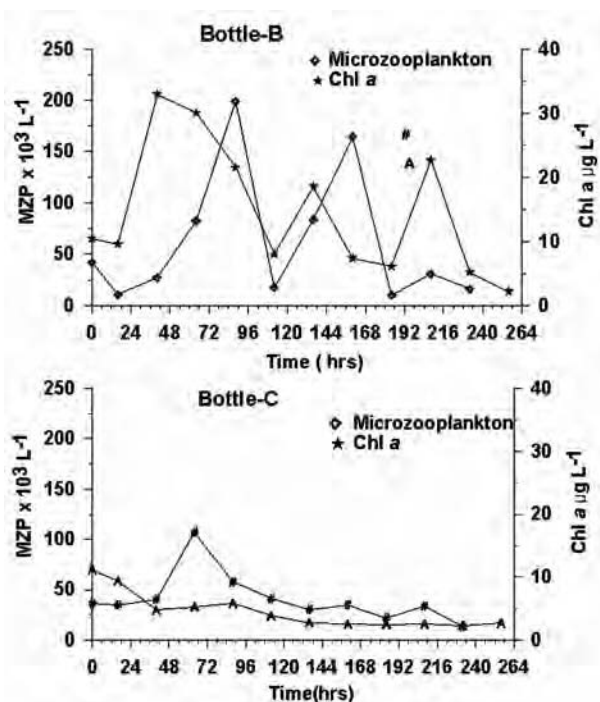 Bottle-B
250
200
150
100
50
0
MZP x 10³ L-1
Microzooplankton
Chl a
#
A
40
30
20
10
0
Chl a µg L-1
0 24 48 72 96 120 144 168 192 216 240 264
Time ( hrs)
Bottle-C
250
200
150
100
50
0
MZP x 10³ L-1
Microzooplankton
Chl a
40
30
20
10
0
Chl a µg L-1
0 24 48 72 96 120 144 168 192 216 240 264
Time(hrs)